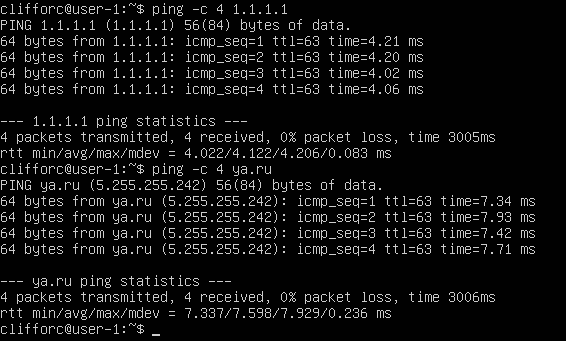 clifforc@user-1:~$ ping -c 4 1.1.1.1
PING 1.1.1.1 (1.1.1.1) 56(84) bytes of data.
64 bytes from 1.1.1.1: icmp_seq=1 ttl=63 time=4.21 ms
64 bytes from 1.1.1.1: icmp_seq=2 ttl=63 time=4.20 ms
64 bytes from 1.1.1.1: icmp_seq=3 ttl=63 time=4.02 ms
64 bytes from 1.1.1.1: icmp_seq=4 ttl=63 time=4.06 ms
--- 1.1.1.1 ping statistics ---
4 packets transmitted, 4 received, 0% packet loss, time 3005ms
rtt min/avg/max/mdev = 4.022/4.122/4.206/0.083 ms
clifforc@user-1:~$ ping -c 4 ya.ru
PING ya.ru (5.255.255.242) 56(84) bytes of data.
64 bytes from ya.ru (5.255.255.242): icmp_seq=1 ttl=63 time=7.34 ms
64 bytes from ya.ru (5.255.255.242): icmp_seq=2 ttl=63 time=7.93 ms
64 bytes from ya.ru (5.255.255.242): icmp_seq=3 ttl=63 time=7.42 ms
64 bytes from ya.ru (5.255.255.242): icmp_seq=4 ttl=63 time=7.71 ms
--- ya.ru ping statistics ---
4 packets transmitted, 4 received, 0% packet loss, time 3006ms
rtt min/avg/max/mdev = 7.337/7.598/7.929/0.236 ms
clifforc@user-1:~$ _